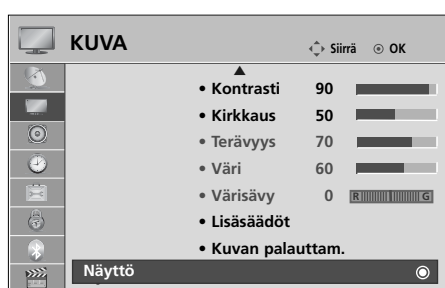 KUVA
Siirrä OK
• Kontrasti 90
• Kirkkaus 50
• Terävyys 70
• Väri 60
• Värisävy 0 R G
• Lisäsäädöt
• Kuvan palauttam.
Näyttö